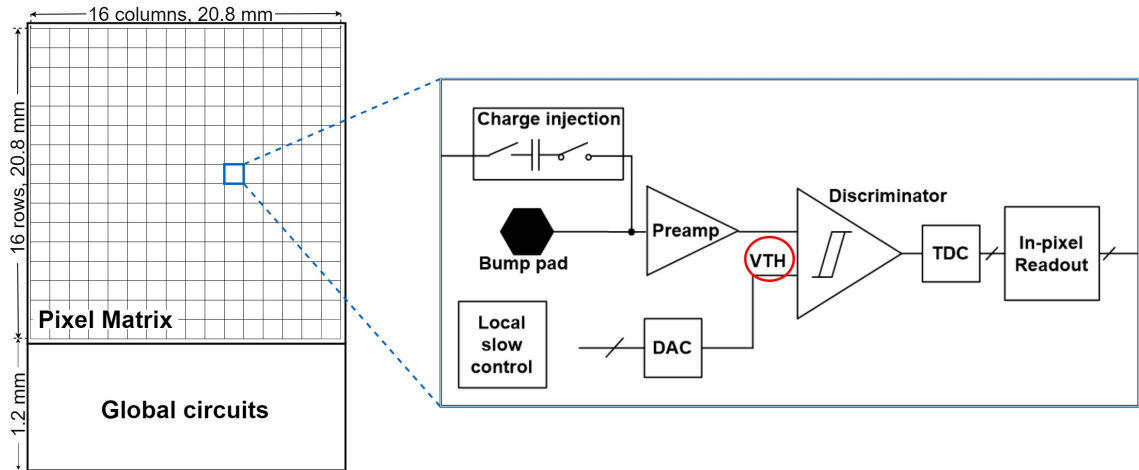 16 columns, 20.8 mm
16 rows, 20.8 mm
Pixel Matrix
1.2 mm
Global circuits
Charge injection
Bump pad
Preamp
Discriminator
VTH
TDC
In-pixel
Readout
Local
slow
control
DAC